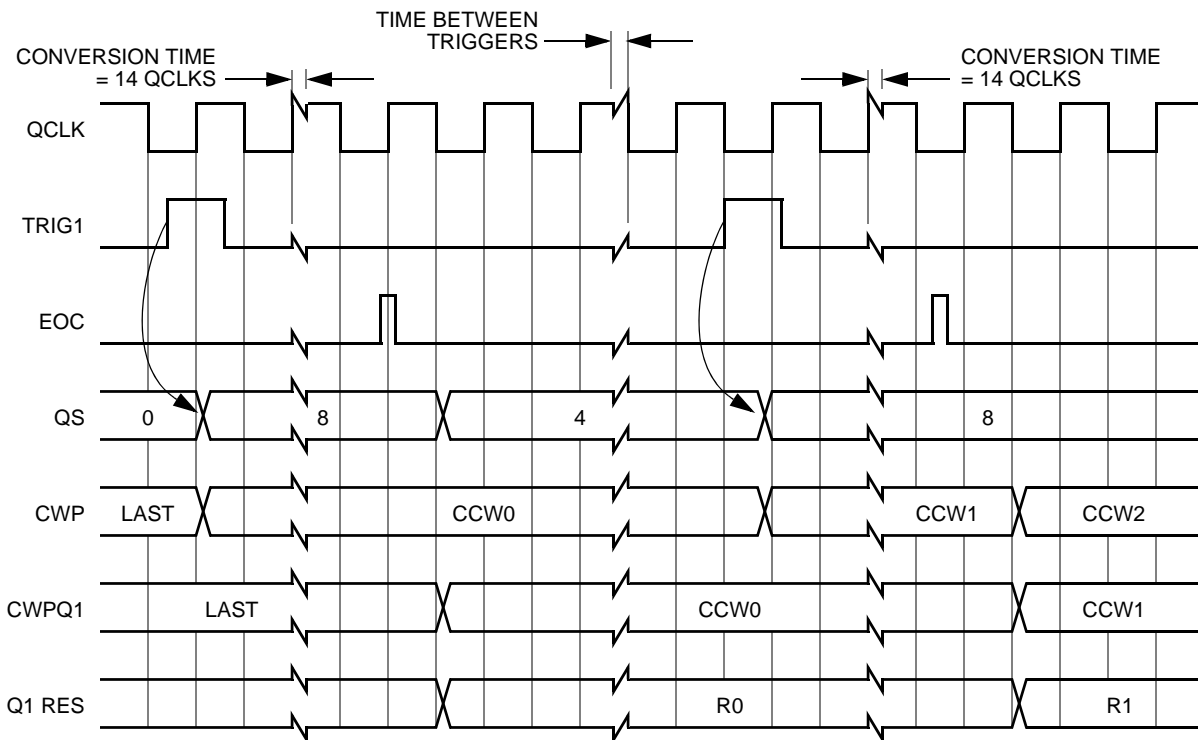 TIME BETWEEN
TRIGGERS
CONVERSION TIME
= 14 QCLKS
CONVERSION TIME
= 14 QCLKS
QCLK
TRIG1
EOC
QS 0 8 4 8
CWP LAST CCW0 CCW1 CCW2
CWPQ1 LAST CCW0 CCW1
Q1 RES R0 R1